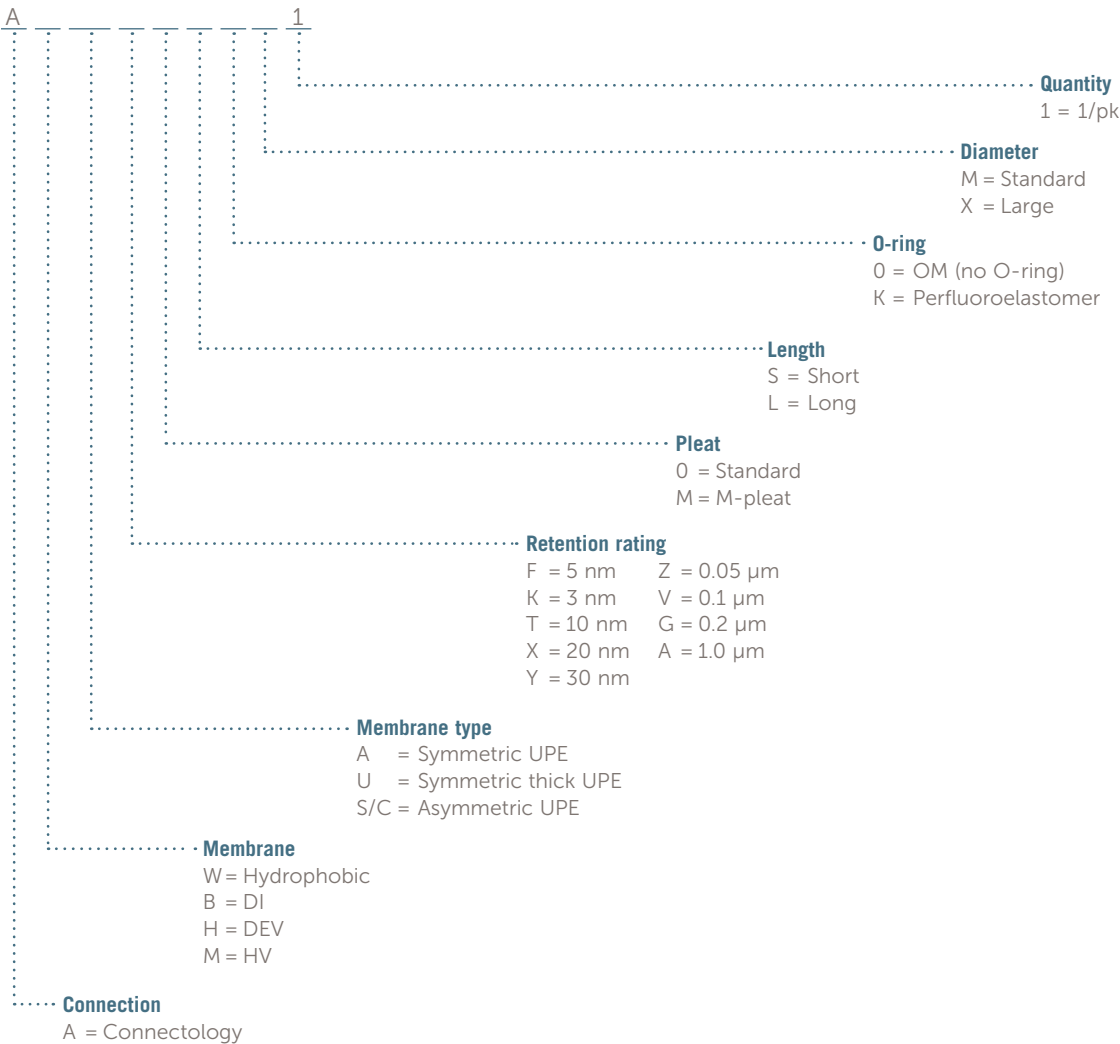 A 1
Quantity
1 = 1/pk
Diameter
M = Standard
X = Large
O-ring
0 = OM (no O-ring)
K = Perfluoroelastomer
Length
S = Short
L = Long
Pleat
0 = Standard
M = M-pleat
Retention rating
F = 5 nm Z = 0.05 µm
K = 3 nm V = 0.1 µm
T = 10 nm G = 0.2 µm
X = 20 nm A = 1.0 µm
Y = 30 nm
Membrane type
A = Symmetric UPE
U = Symmetric thick UPE
S/C = Asymmetric UPE
Membrane
W = Hydrophobic
B = DI
H = DEV
M = HV
Connection
A = Connectology